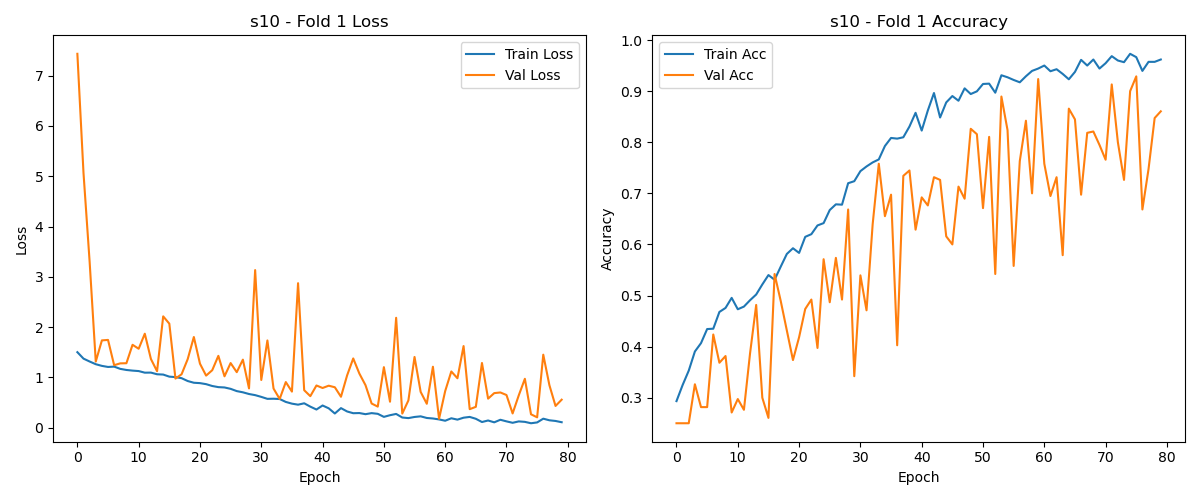 s10 - Fold 1 Loss
Train Loss
Val Loss
Loss
7
6
5
4
3
2
1
0
0 10 20 30 40 50 60 70 80
Epoch
s10 - Fold 1 Accuracy
Train Acc
Val Acc
Accuracy
1.0
0.9
0.8
0.7
0.6
0.5
0.4
0.3
0 10 20 30 40 50 60 70 80
Epoch